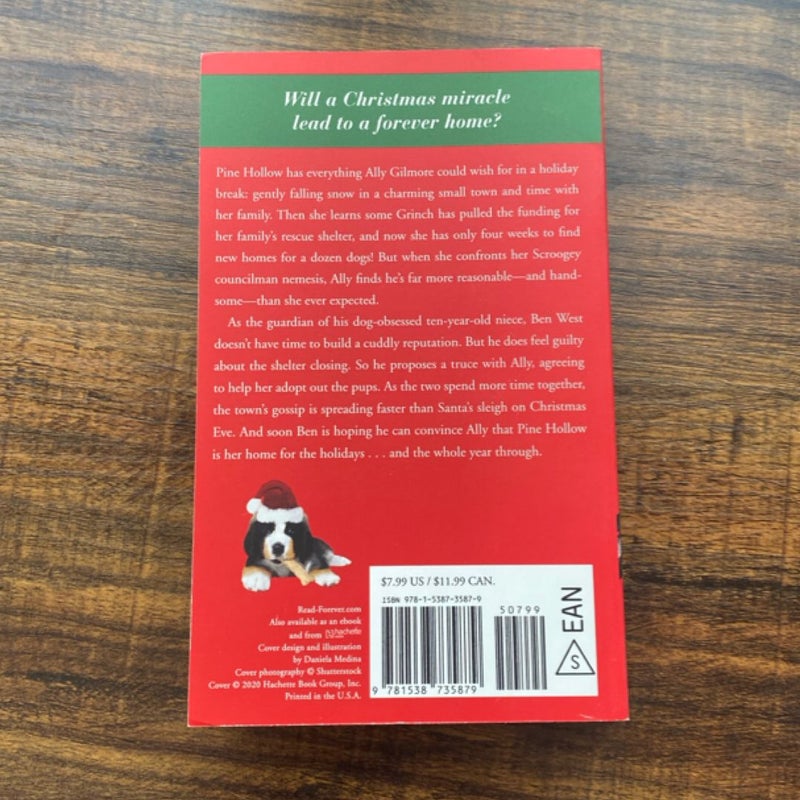 Will a Christmas miracle
lead to a forever home?
Pine Hollow has everything Ally Gilmore could wish for in a holiday
break: gently falling snow in a charming small town and time with
her family. Then she learns some Grinch has pulled the funding for
her family's rescue shelter, and now she has only four weeks to find
new homes for a dozen dogs! But when she confronts her Scroogey
councilman nemesis, Ally finds he's far more reasonable—and hand-
some—than she ever expected.
As the guardian of his dog-obsessed ten-year-old niece, Ben West
doesn't have time to build a cuddly reputation. But he does feel guilty
about the shelter closing. So he proposes a truce with Ally, agreeing
to help her adopt out the pups. As the two spend more time together,
the town's gossip is spreading faster than Santa's sleigh on Christmas
Eve. And soon Ben is hoping he can convince Ally that Pine Hollow
is her home for the holidays . . . and the whole year through.
Read-Forever.com
Also available as an ebook
and from hachette
Cover design and illustration
by Daniela Medina
Cover photography © Shutterstock
Cover © 2020 Hachette Book Group, Inc.
Printed in the U.S.A.
$7.99 US / $11.99 CAN.
ISBN 978-1-5387-3587-9
50799
9 781538 735879
EAN
S